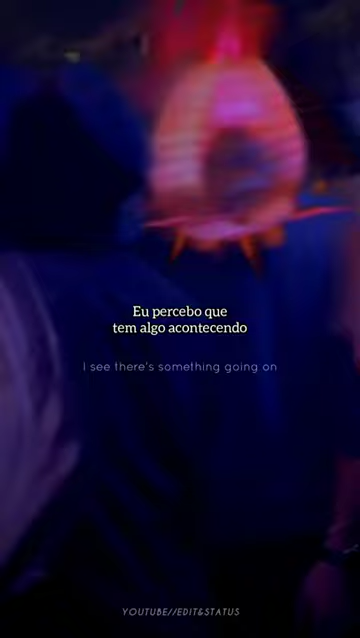 Eu percebo que
tem algo acontecendo
I see there's something going on
YOUTUBE//EDIT&STATUS